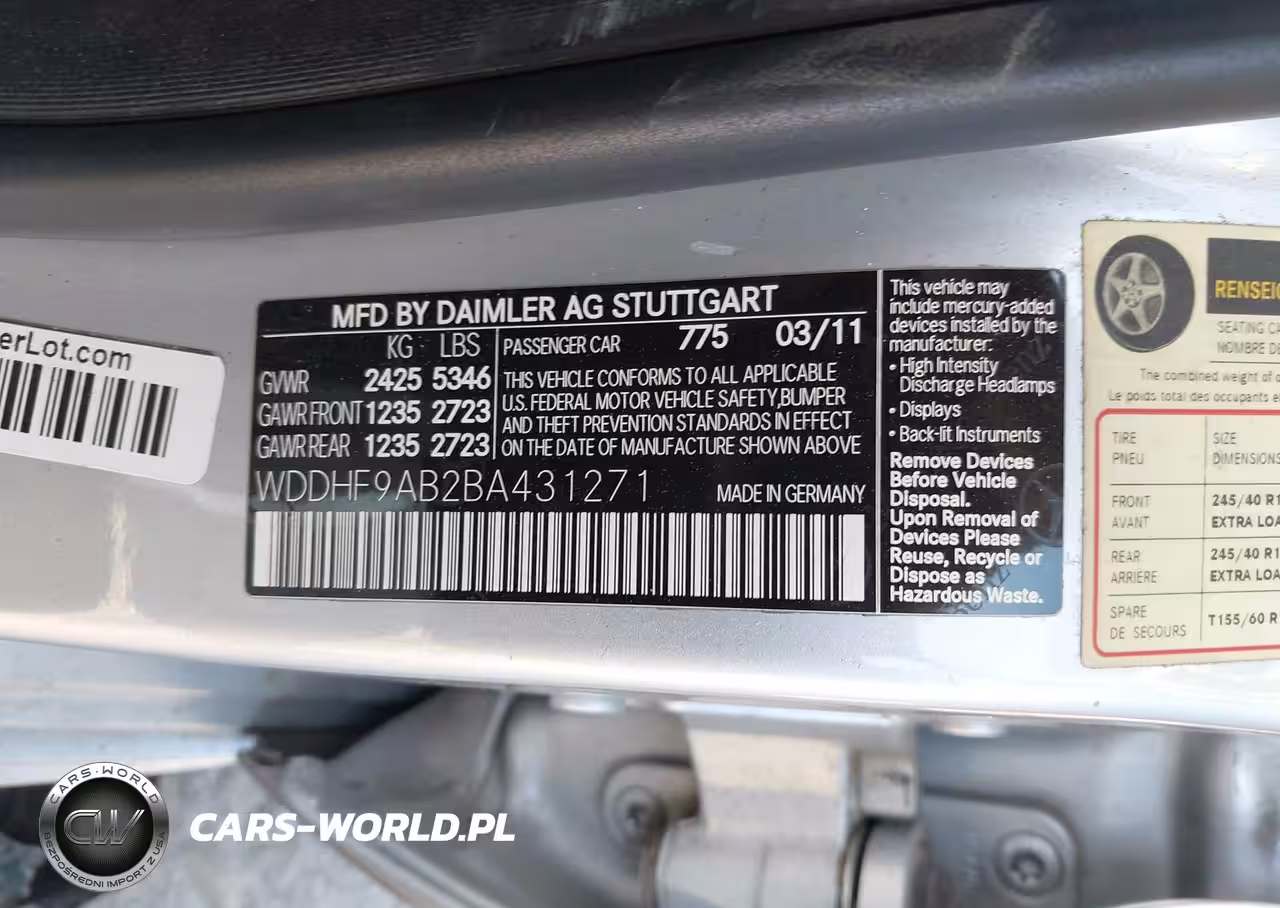 erLot.com
MFD BY DAIMLER AG STUTTGART
KG LBS
GVWR 2425 5346
GAWR FRONT 1235 2723
GAWR REAR 1235 2723
PASSENGER CAR 775 03/11
THIS VEHICLE CONFORMS TO ALL APPLICABLE
U.S. FEDERAL MOTOR VEHICLE SAFETY,BUMPER
AND THEFT PREVENTION STANDARDS IN EFFECT
ON THE DATE OF MANUFACTURE SHOWN ABOVE
WDDHF9AB2BA431271
MADE IN GERMANY
This vehicle may
include mercury-added
devices installed by the
manufacturer:
• High Intensity
Discharge Headlamps
• Displays
• Back-lit Instruments
Remove Devices
Before Vehicle
Disposal.
Upon Removal of
Devices Please
Reuse, Recycle or
Dispose as
Hazardous Waste.
RENSEIG
SEATING C
NOMBRE DE
The combined weight of
Le poids total des occupants e
TIRE SIZE
PNEU DIMENSIONS
FRONT 245/40 R1
AVANT EXTRA LOA
REAR 245/40 R1
ARRIÈRE EXTRA LOA
SPARE T155/60 R
DE SECOURS
CARS-WORLD
CW
BEZPOŚREDNI IMPORT Z USA
CARS-WORLD.PL